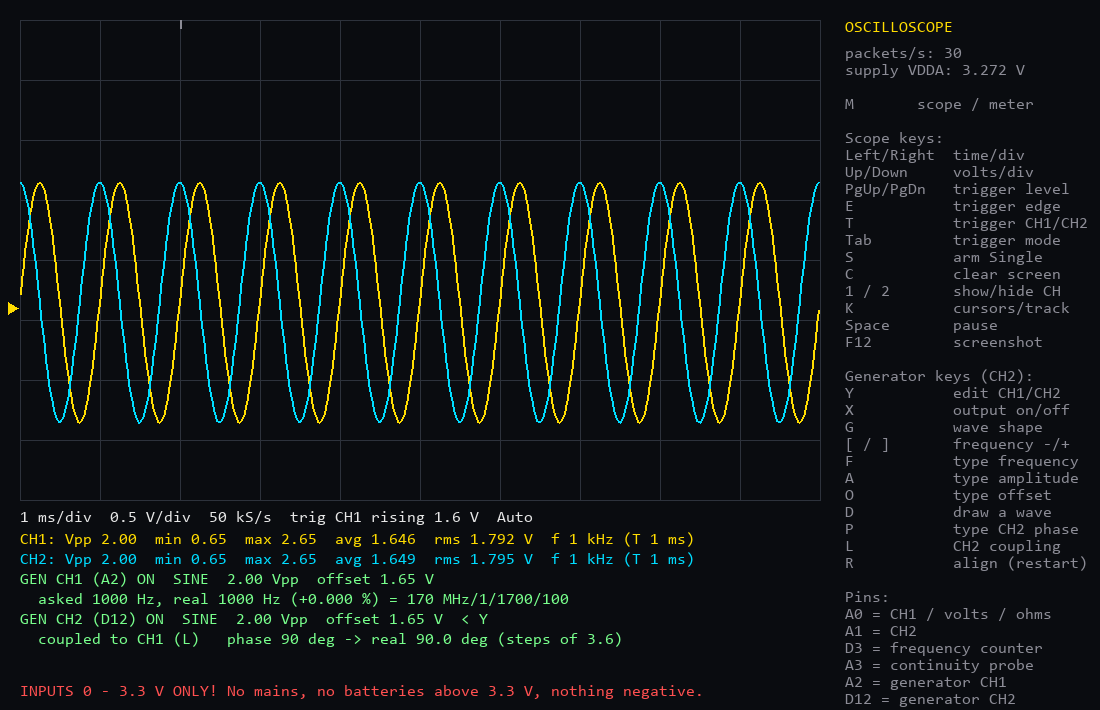 OSCILLOSCOPE
packets/s: 30
supply VDDA: 3.272 V
M scope / meter
Scope keys:
Left/Right time/div
Up/Down volts/div
PgUp/PgDn trigger level
E trigger edge
T trigger CH1/CH2
Tab trigger mode
S arm Single
C clear screen
1 / 2 show/hide CH
K cursors/track
Space pause
F12 screenshot
Generator keys (CH2):
Y edit CH1/CH2
X output on/off
G wave shape
[ / ] frequency -/+
F type frequency
A type amplitude
O type offset
D draw a wave
P type CH2 phase
L CH2 coupling
R align (restart)
Pins:
A0 = CH1 / volts / ohms
A1 = CH2
D3 = frequency counter
A3 = continuity probe
A2 = generator CH1
D12 = generator CH2
1 ms/div 0.5 V/div 50 kS/s trig CH1 rising 1.6 V Auto
CH1: Vpp 2.00 min 0.65 max 2.65 avg 1.646 rms 1.792 V f 1 kHz (T 1 ms)
CH2: Vpp 2.00 min 0.65 max 2.65 avg 1.649 rms 1.795 V f 1 kHz (T 1 ms)
GEN CH1 (A2) ON SINE 2.00 Vpp offset 1.65 V
asked 1000 Hz, real 1000 Hz (+0.000 %) = 170 MHz/1/1700/100
GEN CH2 (D12) ON SINE 2.00 Vpp offset 1.65 V < Y
coupled to CH1 (L) phase 90 deg -> real 90.0 deg (steps of 3.6)
INPUTS 0 - 3.3 V ONLY! No mains, no batteries above 3.3 V, nothing negative.